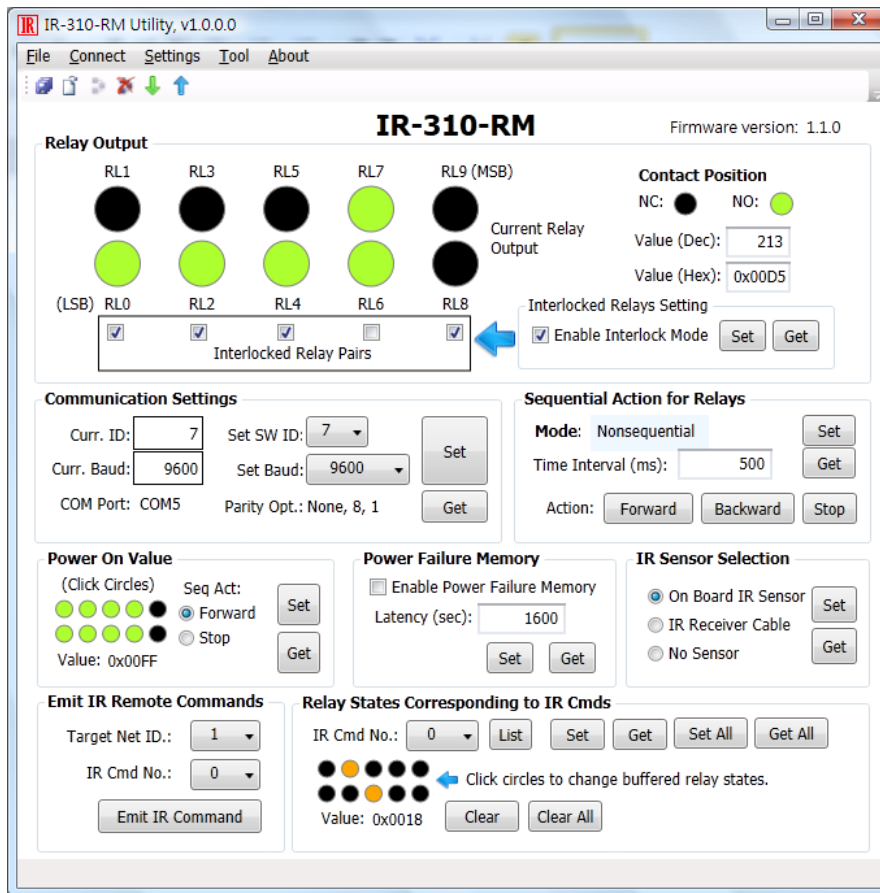 IR IR-310-RM Utility, v1.0.0.0
File Connect Settings Tool About
IR-310-RM
Firmware version: 1.1.0
Relay Output
RL1 RL3 RL5 RL7 RL9 (MSB)
Current Relay
Output
(LSB) RL0 RL2 RL4 RL6 RL8
Interlocked Relay Pairs
Contact Position
NC: NO:
Value (Dec): 213
Value (Hex): 0x00D5
Interlocked Relays Setting
Enable Interlock Mode Set Get
Communication Settings
Curr. ID: 7 Set SW ID: 7
Curr. Baud: 9600 Set Baud: 9600
Set
COM Port: COM5 Parity Opt.: None, 8, 1 Get
Sequential Action for Relays
Mode: Nonsequential Set
Time Interval (ms): 500 Get
Action: Forward Backward Stop
Power On Value
(Click Circles) Seq Act:
Forward
Stop
Set
Get
Value: 0x00FF
Power Failure Memory
Enable Power Failure Memory
Latency (sec): 1600
Set Get
IR Sensor Selection
On Board IR Sensor
IR Receiver Cable
No Sensor
Set
Get
Emit IR Remote Commands
Target Net ID.: 1
IR Cmd No.: 0
Emit IR Command
Relay States Corresponding to IR Cmds
IR Cmd No.: 0 List Set Get Set All Get All
Click circles to change buffered relay states.
Value: 0x0018 Clear Clear All